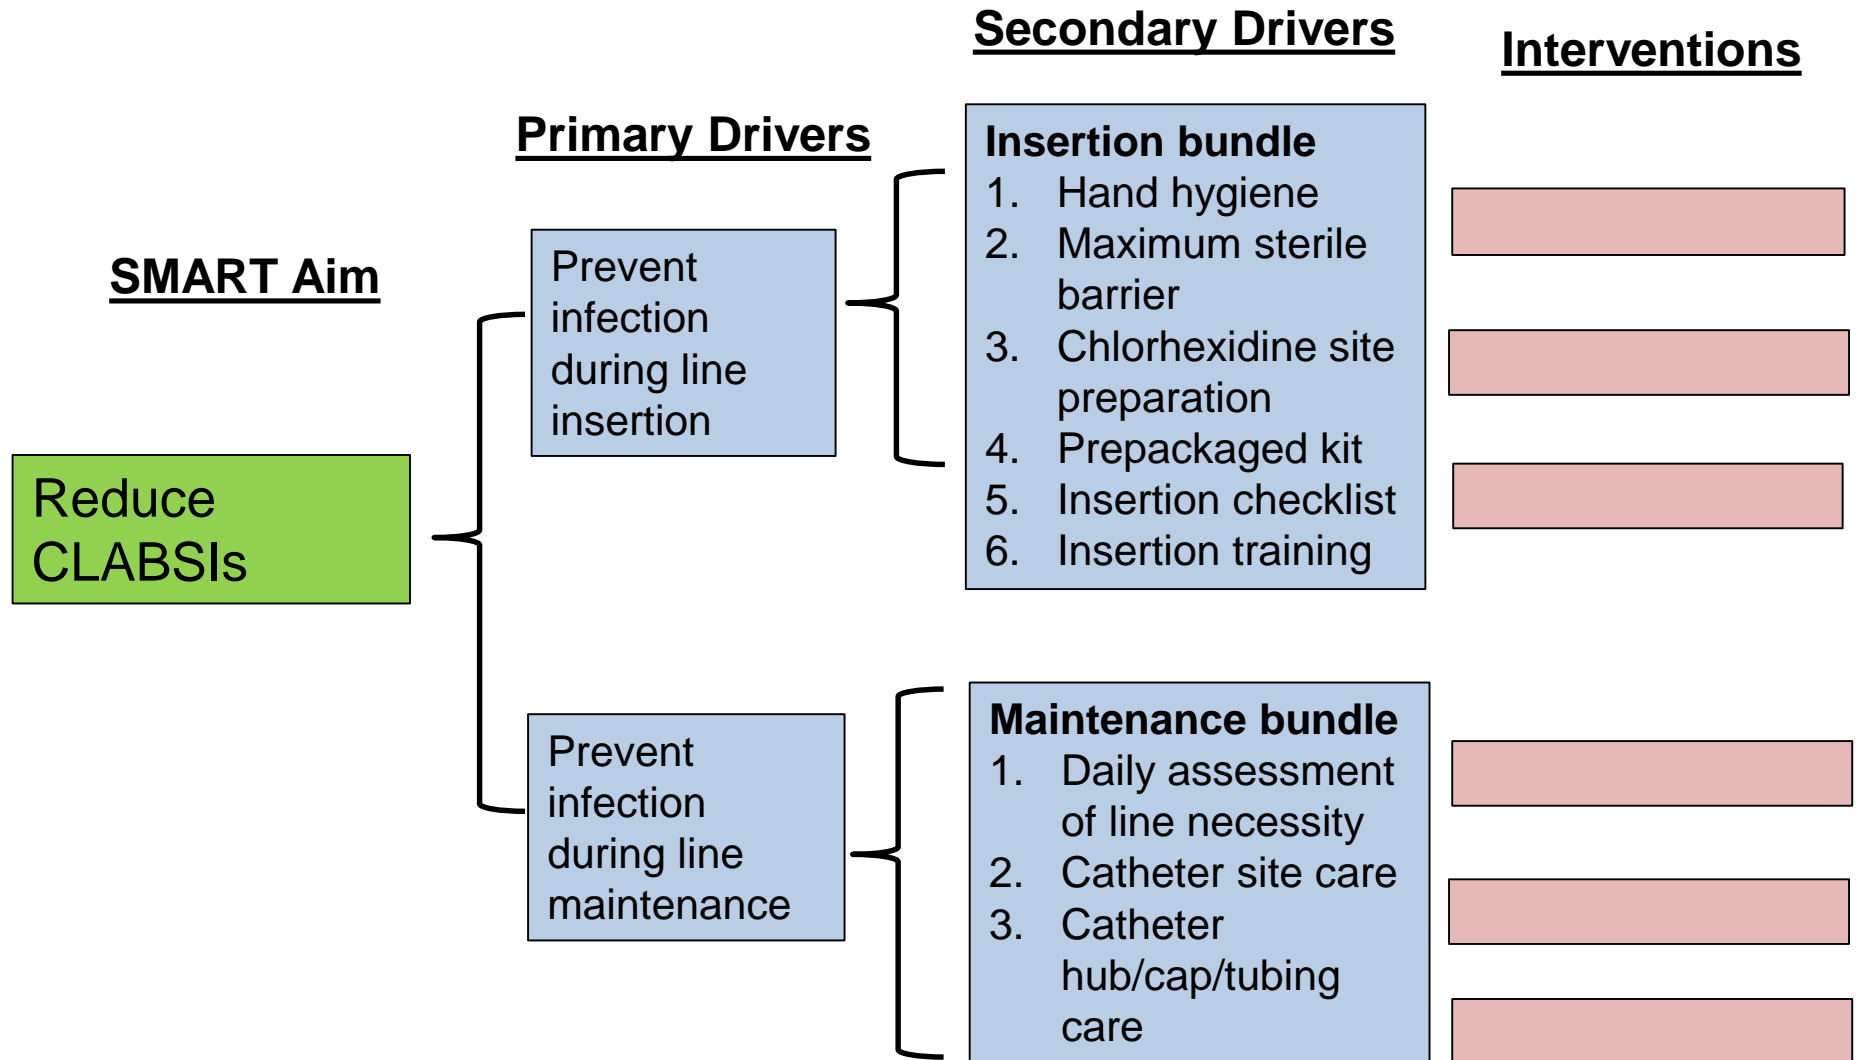 SMART Aim
Reduce
CLABSIs
Primary Drivers
Prevent
infection
during line
insertion
Prevent
infection
during line
maintenance
Secondary Drivers
Insertion bundle
1. Hand hygiene
2. Maximum sterile
barrier
3. Chlorhexidine site
preparation
4. Prepackaged kit
5. Insertion checklist
6. Insertion training
Maintenance bundle
1. Daily assessment
of line necessity
2. Catheter site care
3. Catheter
hub/cap/tubing
care
Interventions